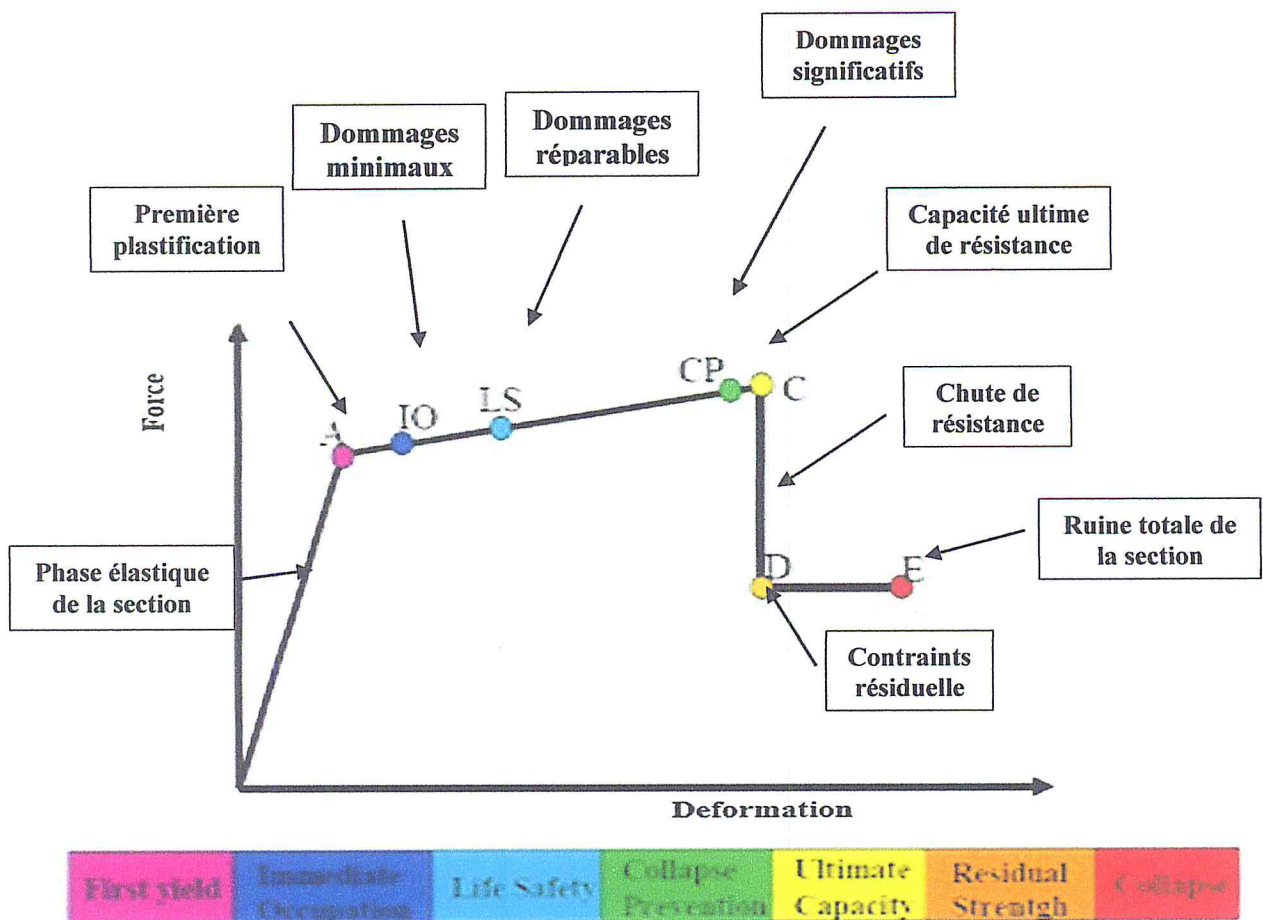 Dommages
significatifs
Dommages
minimaux
Dommages
réparables
Première
plastification
Capacité ultime
de résistance
Force
A
IO
LS
CP
C
Chute de
résistance
Phase élastique
de la section
Ruine totale de
la section
D
E
Contraints
résiduelle
Deformation
First yield
Immediate
Occupation
Life Safety
Collapse
Prevention
Ultimate
Capacity
Residual
Strentgh
Collapse